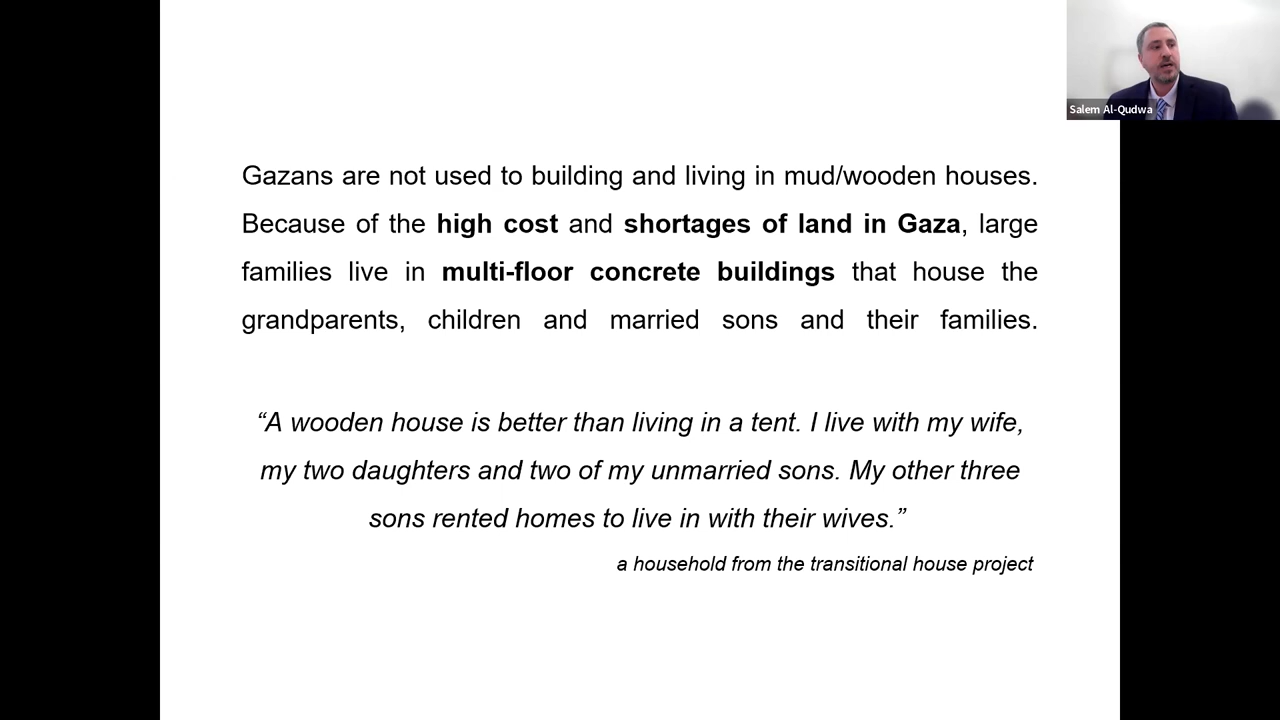 Salem Al-Qudwa
Gazans are not used to building and living in mud/wooden houses.
Because of the high cost and shortages of land in Gaza, large
families live in multi-floor concrete buildings that house the
grandparents, children and married sons and their families.
“A wooden house is better than living in a tent. I live with my wife,
my two daughters and two of my unmarried sons. My other three
sons rented homes to live in with their wives.”
a household from the transitional house project